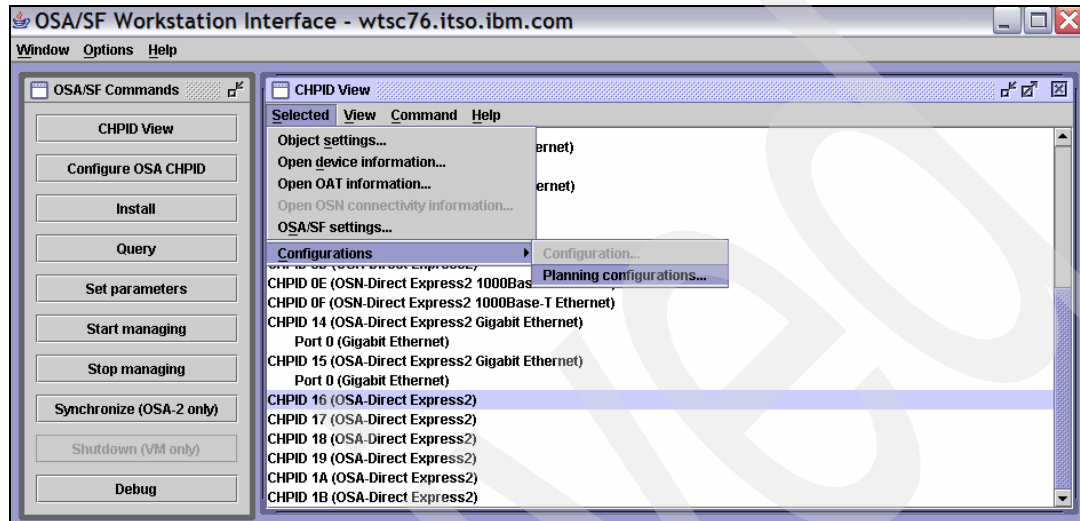 OSA/SF Workstation Interface - wtsc76.itso.ibm.com
Window Options Help
OSA/SF Commands
CHPID View
Configure OSA CHPID
Install
Query
Set parameters
Start managing
Stop managing
Synchronize (OSA-2 only)
Shutdown (VM only)
Debug
CHPID View
Selected View Command Help
Object settings...
Open device information...
Open OAT information...
Open OSN connectivity information...
OSA/SF settings...
Configurations
Configuration...
Planning configurations...
ernet)
ernet)
CHPID 0E (OSN-Direct Express2 1000Bas
CHPID 0F (OSN-Direct Express2 1000Base-T Ethernet)
CHPID 14 (OSA-Direct Express2 Gigabit Ethernet)
Port 0 (Gigabit Ethernet)
CHPID 15 (OSA-Direct Express2 Gigabit Ethernet)
Port 0 (Gigabit Ethernet)
CHPID 16 (OSA-Direct Express2)
CHPID 17 (OSA-Direct Express2)
CHPID 18 (OSA-Direct Express2)
CHPID 19 (OSA-Direct Express2)
CHPID 1A (OSA-Direct Express2)
CHPID 1B (OSA-Direct Express2)